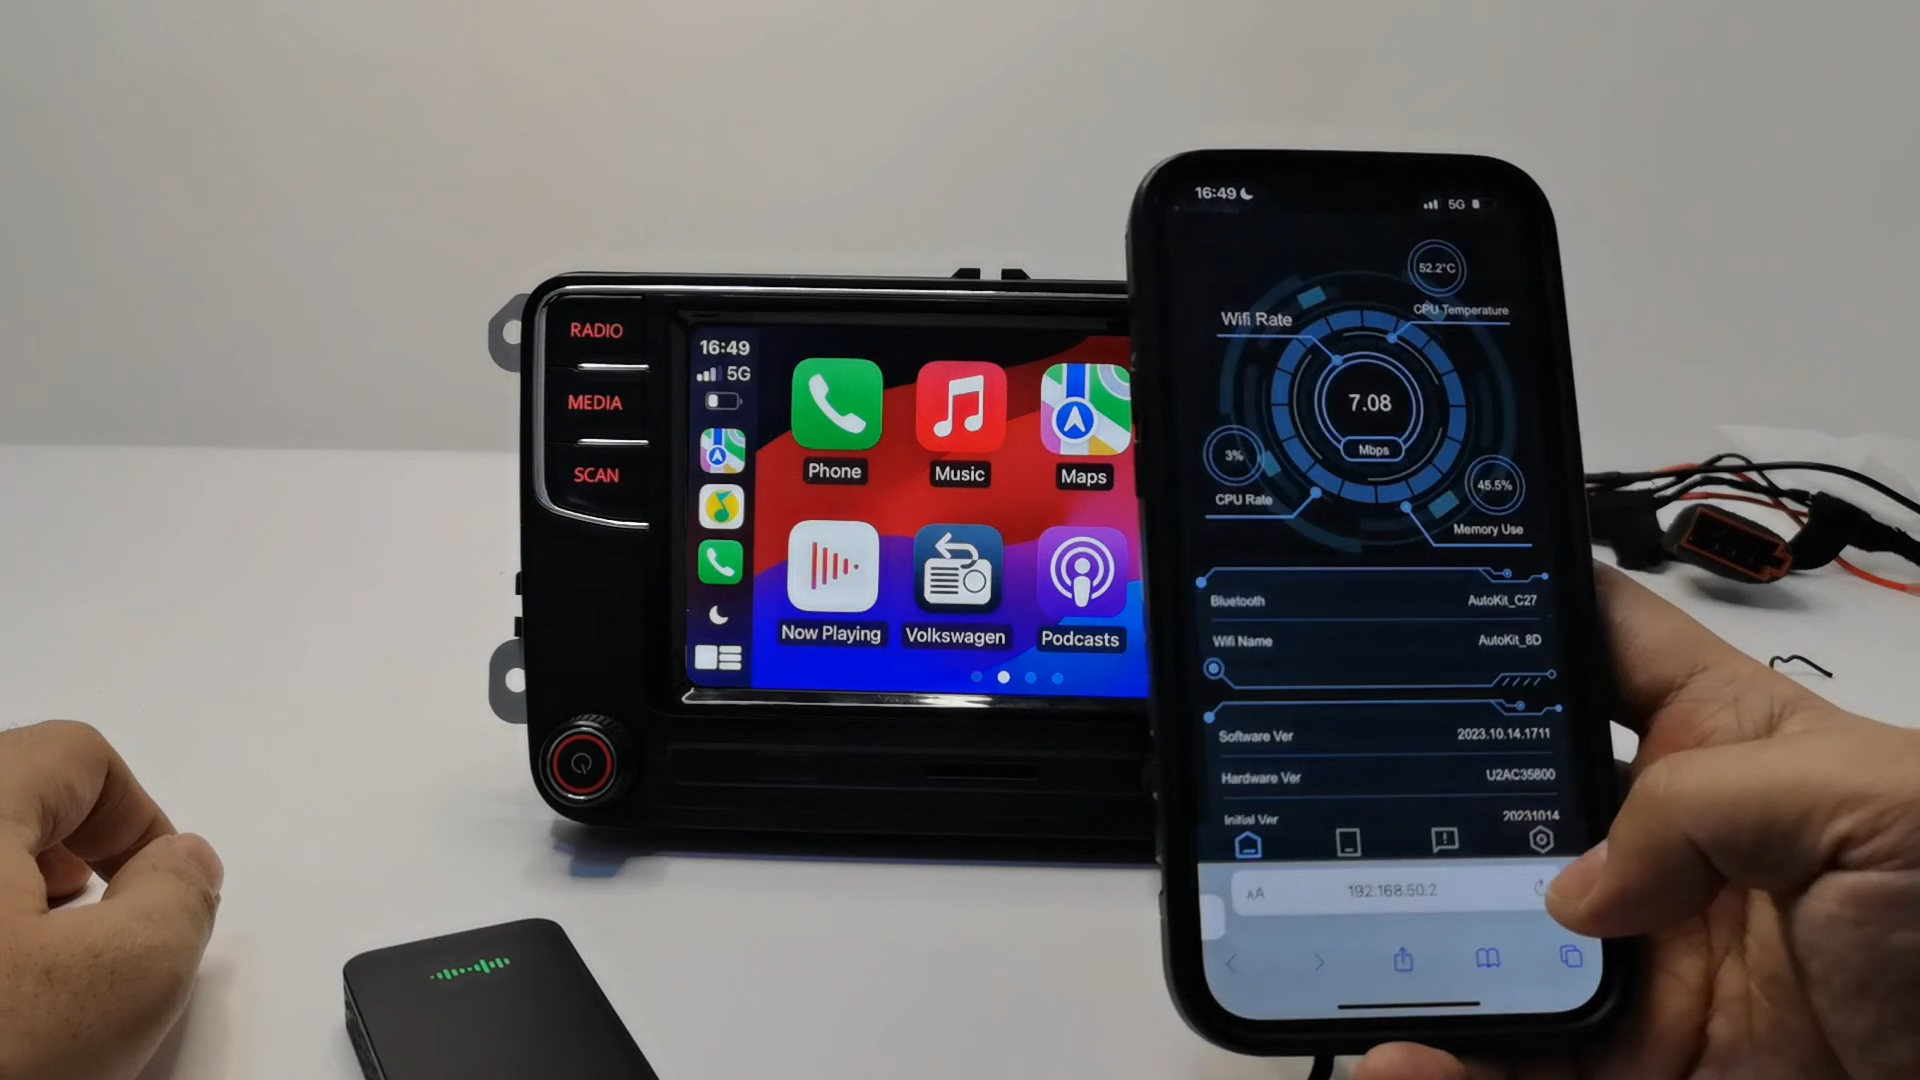 RADIO
MEDIA
SCAN
16:49
5G
Phone
Music
Maps
Now Playing
Volkswagen
Podcasts
16:49
5G
52.2°C
CPU Temperature
Wifi Rate
7.08
Mbps
3%
CPU Rate
45.5%
Memory Use
Bluetooth AutoKit_C27
Wifi Name AutoKit_8D
Software Ver 2023.10.14.1711
Hardware Ver U2AC35800
Initial Ver 20231014
AA 192.168.50.2